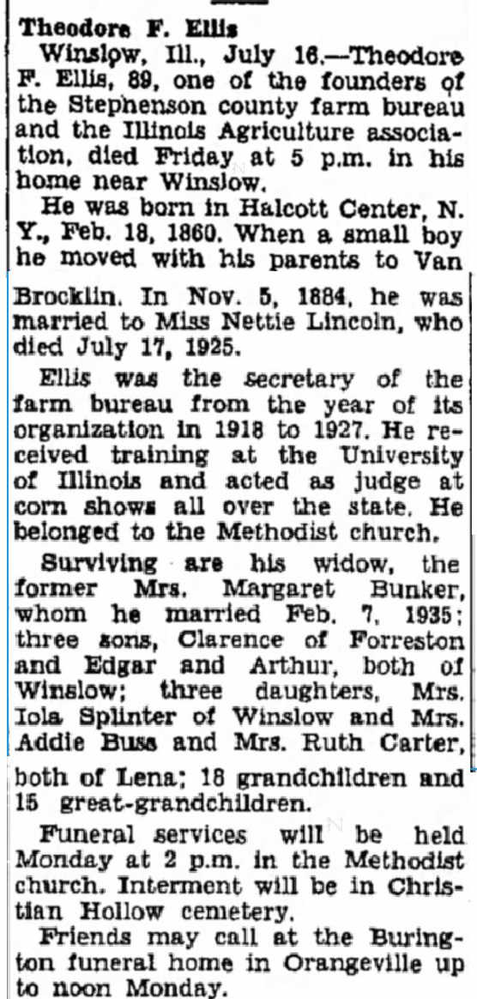 Theodore F. Ellis
Winslow, Ill., July 16.—Theodore
F. Ellis, 89, one of the founders of
the Stephenson county farm bureau
and the Illinois Agriculture associa-
tion, died Friday at 5 p.m. in his
home near Winslow.
He was born in Halcott Center, N.
Y., Feb. 18, 1860. When a small boy
he moved with his parents to Van
Brocklin. In Nov. 5, 1884, he was
married to Miss Nettie Lincoln, who
died July 17, 1925.
Ellis was the secretary of the
farm bureau from the year of its
organization in 1918 to 1927. He re-
ceived training at the University
of Illinois and acted as judge at
corn shows all over the state. He
belonged to the Methodist church.
Surviving are his widow, the
former Mrs. Margaret Bunker,
whom he married Feb. 7, 1935;
three sons, Clarence of Forreston
and Edgar and Arthur, both of
Winslow; three daughters, Mrs.
Iola Splinter of Winslow and Mrs.
Addie Buss and Mrs. Ruth Carter,
both of Lena; 18 grandchildren and
15 great-grandchildren.
Funeral services will be held
Monday at 2 p.m. in the Methodist
church. Interment will be in Chris-
tian Hollow cemetery.
Friends may call at the Buring-
ton funeral home in Orangeville up
to noon Monday.